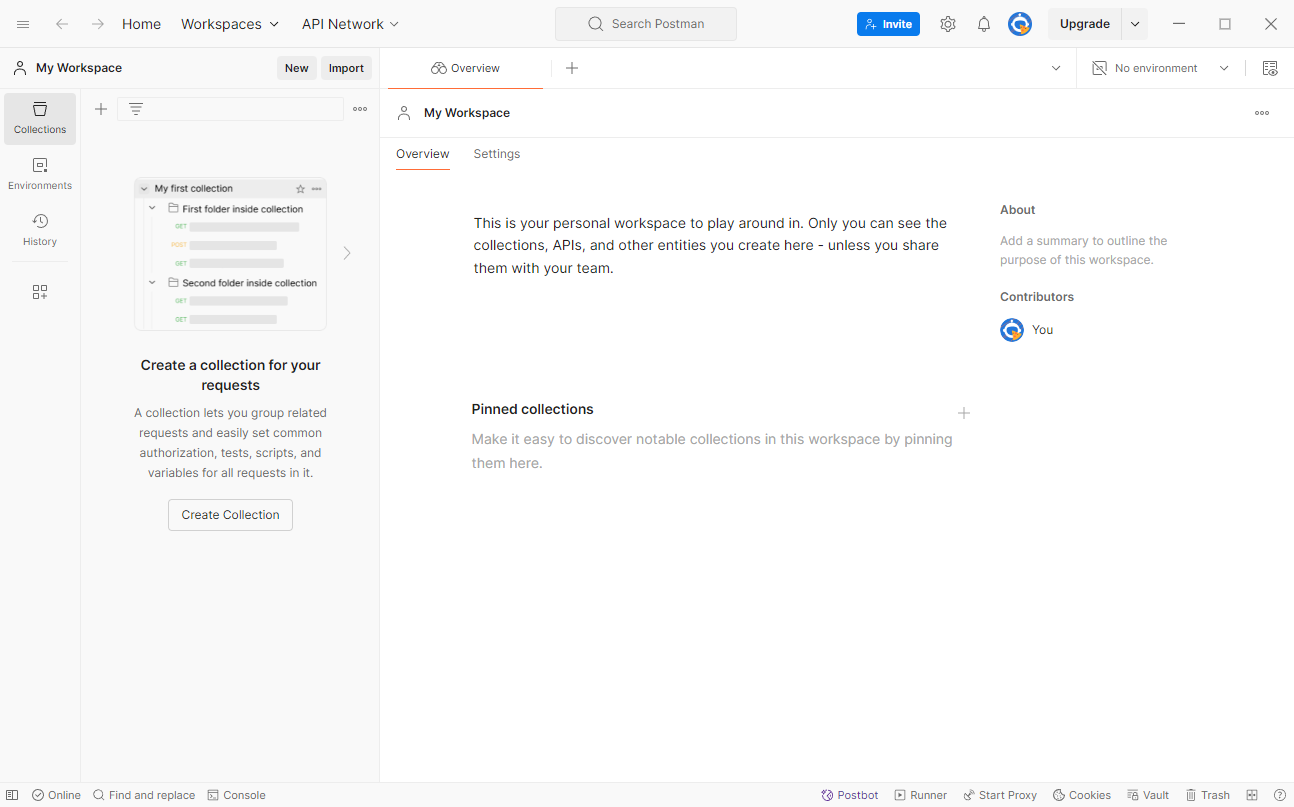 Home
Workspaces
API Network
Search Postman
Invite
Upgrade
My Workspace
New
Import
Overview
No environment
Collections
Environments
History
My first collection
First folder inside collection
GET
POST
GET
Second folder inside collection
GET
GET
Create a collection for your
requests
A collection lets you group related
requests and easily set common
authorization, tests, scripts, and
variables for all requests in it.
Create Collection
My Workspace
Overview
Settings
This is your personal workspace to play around in. Only you can see the
collections, APIs, and other entities you create here - unless you share
them with your team.
Pinned collections
Make it easy to discover notable collections in this workspace by pinning
them here.
About
Add a summary to outline the
purpose of this workspace.
Contributors
You
Online
Find and replace
Console
Postbot
Runner
Start Proxy
Cookies
Vault
Trash